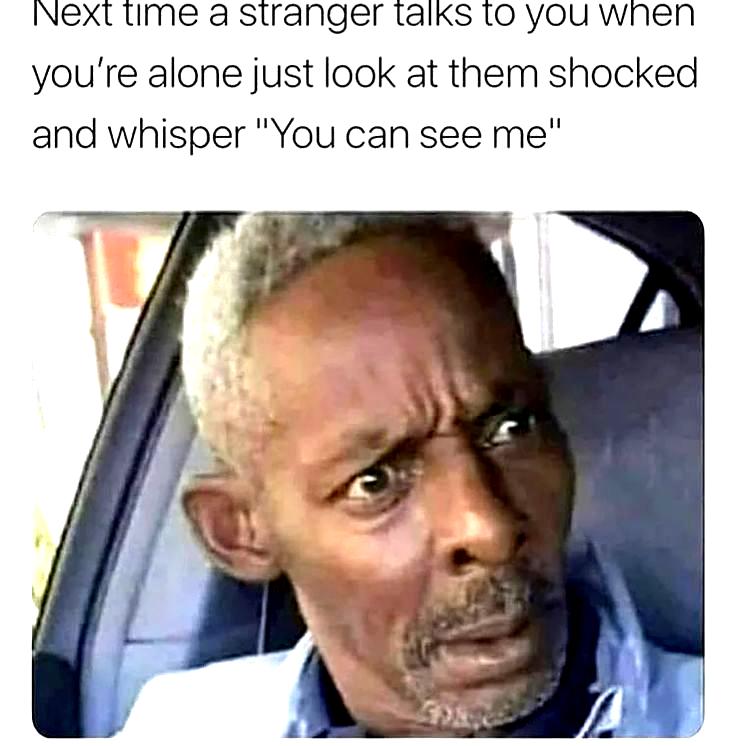 Next time a stranger talks to you when
you're alone just look at them shocked
and whisper "You can see me"